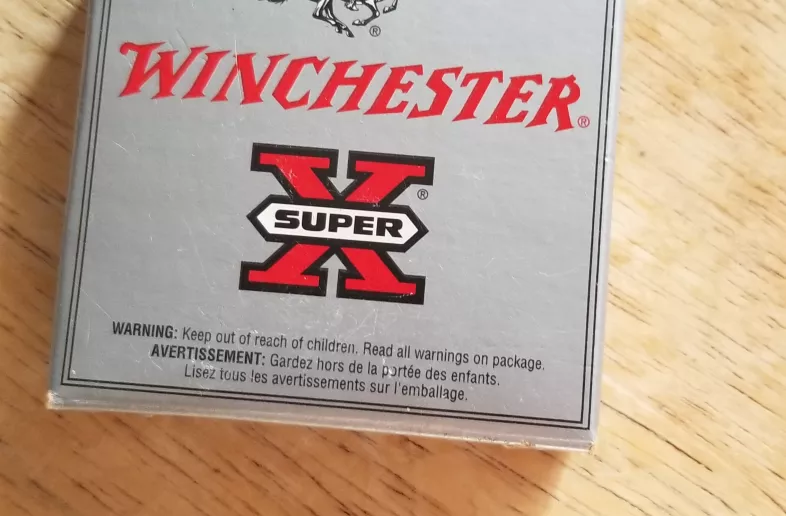 ®
WINCHESTER®
X®
SUPER
WARNING: Keep out of reach of children. Read all warnings on package.
AVERTISSEMENT: Gardez hors de la portée des enfants.
Lisez tous les avertissements sur l'emballage.